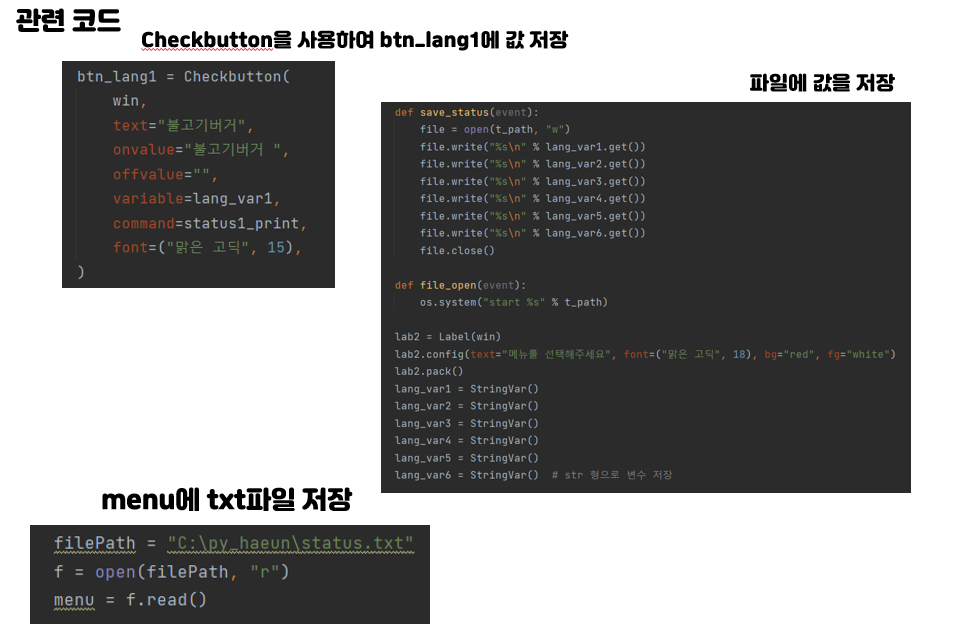 관련 코드
Checkbutton을 사용하여 btn_lang1에 값 저장
btn_lang1 = Checkbutton(
    win,
    text="불고기버거",
    onvalue="불고기버거 ",
    offvalue="",
    variable=lang_var1,
    command=status1_print,
    font=("맑은 고딕", 15),
)
파일에 값을 저장
def save_status(event):
    file = open(t_path, "w")
    file.write("%s\n" % lang_var1.get())
    file.write("%s\n" % lang_var2.get())
    file.write("%s\n" % lang_var3.get())
    file.write("%s\n" % lang_var4.get())
    file.write("%s\n" % lang_var5.get())
    file.write("%s\n" % lang_var6.get())
    file.close()
def file_open(event):
    os.system("start %s" % t_path)
lab2 = Label(win)
lab2.config(text="메뉴를 선택해주세요", font=("맑은 고딕", 18), bg="red", fg="white")
lab2.pack()
lang_var1 = StringVar()
lang_var2 = StringVar()
lang_var3 = StringVar()
lang_var4 = StringVar()
lang_var5 = StringVar()
lang_var6 = StringVar()  # str 형으로 변수 저장
menu에 txt파일 저장
filePath = "C:\py_haeun\status.txt"
f = open(filePath, "r")
menu = f.read()